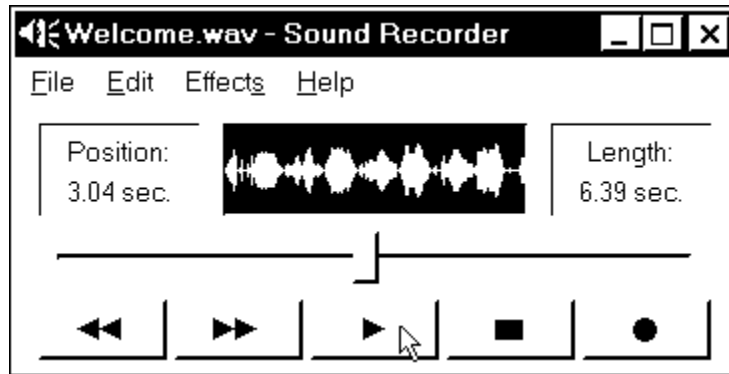 Welcome.wav - Sound Recorder
File Edit Effects Help
Position:
3.04 sec.
Length:
6.39 sec.